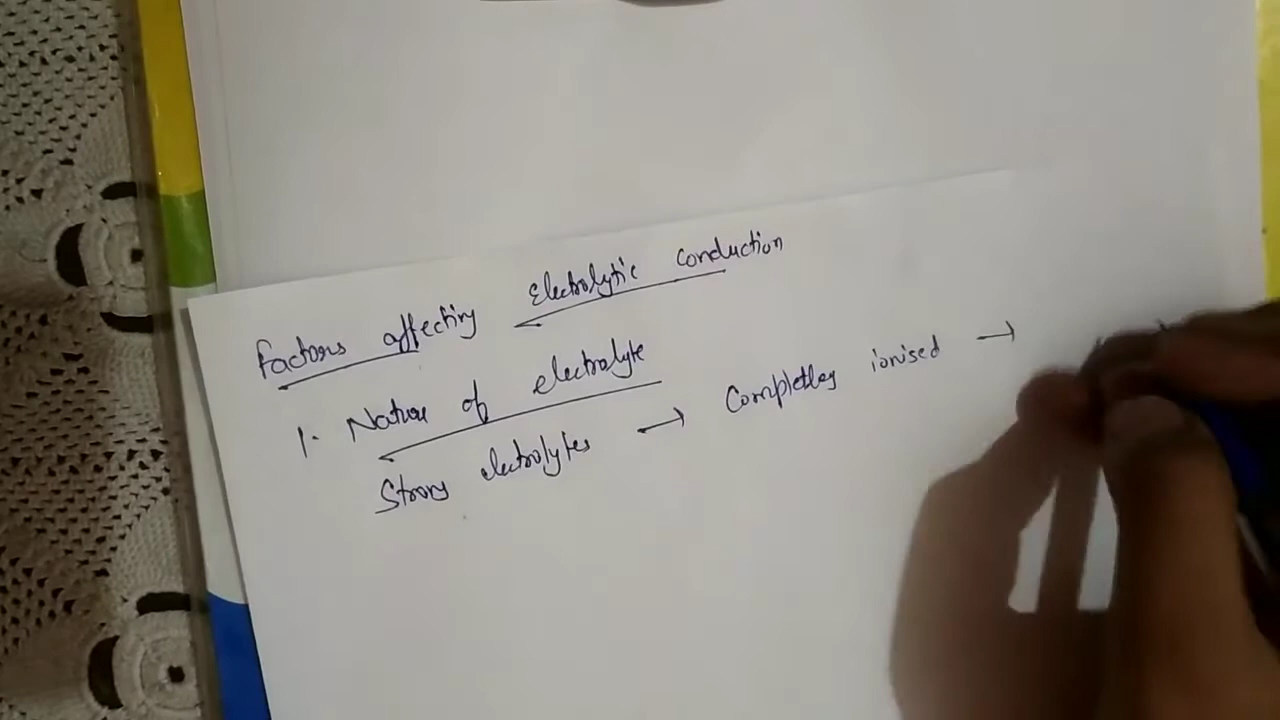 Factors affecting Electrolytic conduction
1. Nature of electrolyte
Strong electrolytes → Completley ionised →